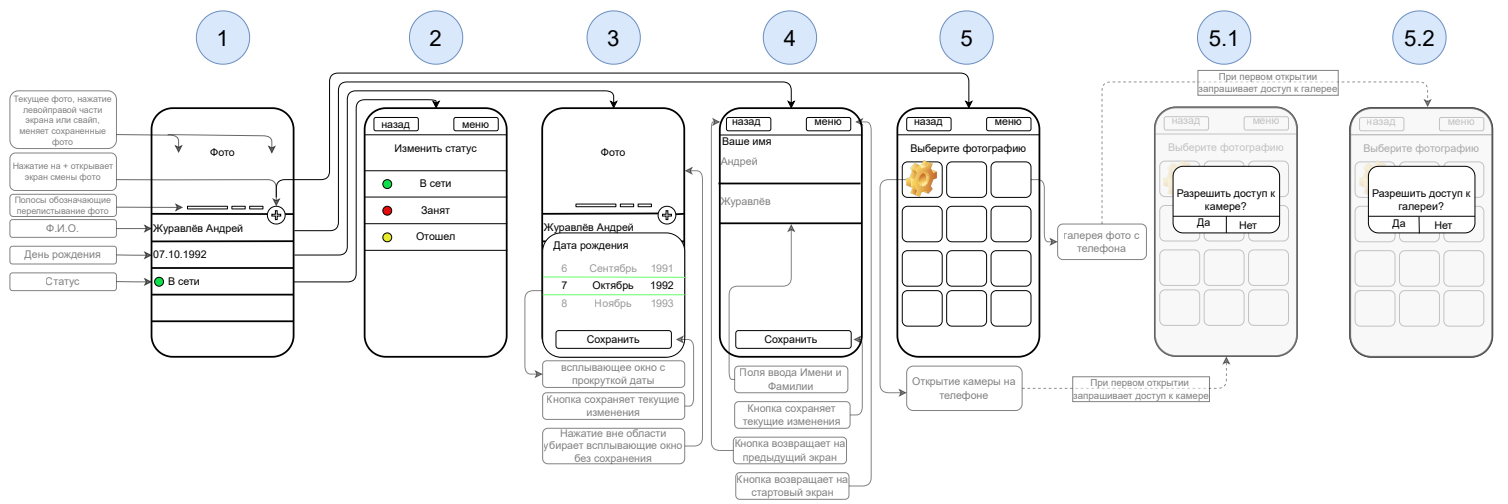 1
2
3
4
5
5.1
5.2
Текущее фото, нажатие
левойправой части
экрана или свайп,
меняет сохраненные
фото
Нажатие на + открывает
экран смены фото
Полосы обозначающие
переписытвание фото
Ф.И.О.
День рождения
Статус
Фото
Журавлёв Андрей
07.10.1992
В сети
назад
меню
Изменить статус
В сети
Занят
Отошел
Фото
Журавлёв Андрей
Дата рождения
6 Сентябрь 1991
7 Октябрь 1992
8 Ноябрь 1993
Сохранить
всплывающее окно с
прокруткой даты
Кнопка сохраняет текущие
изменения
Нажатие вне области
убирает всплывающие окно
без сохранения
назад
меню
Ваше имя
Андрей
Журавлёв
Сохранить
Поля ввода Имени и
Фамилии
Кнопка сохраняет
текущие изменения
Кнопка возвращает на
предыдущий экран
Кнопка возвращает на
стартовый экран
назад
меню
Выберите фотографию
Открытие камеры на
телефоне
галерея фото с
телефона
При первом открытии
запрашивает доступ к галерее
При первом открытии
запрашивает доступ к камере
назад
меню
Выберите фотографию
Разрешить доступ к
камере?
Да
Нет
назад
меню
Выберите фотографию
Разрешить доступ к
галереи?
Да
Нет